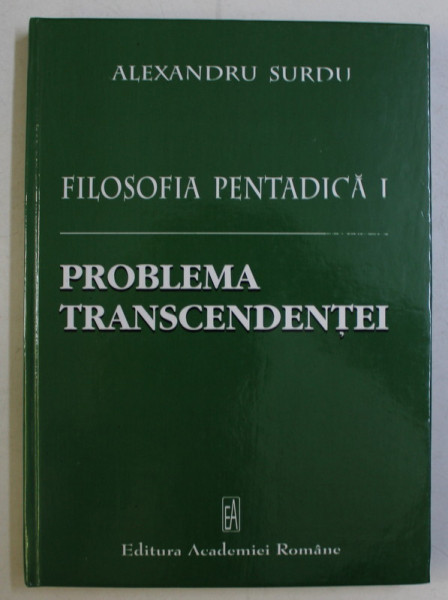 ALEXANDRU SURDU
FILOSOFIA PENTADICĂ I
PROBLEMA
TRANSCENDENȚEI
EA
Editura Academiei Române